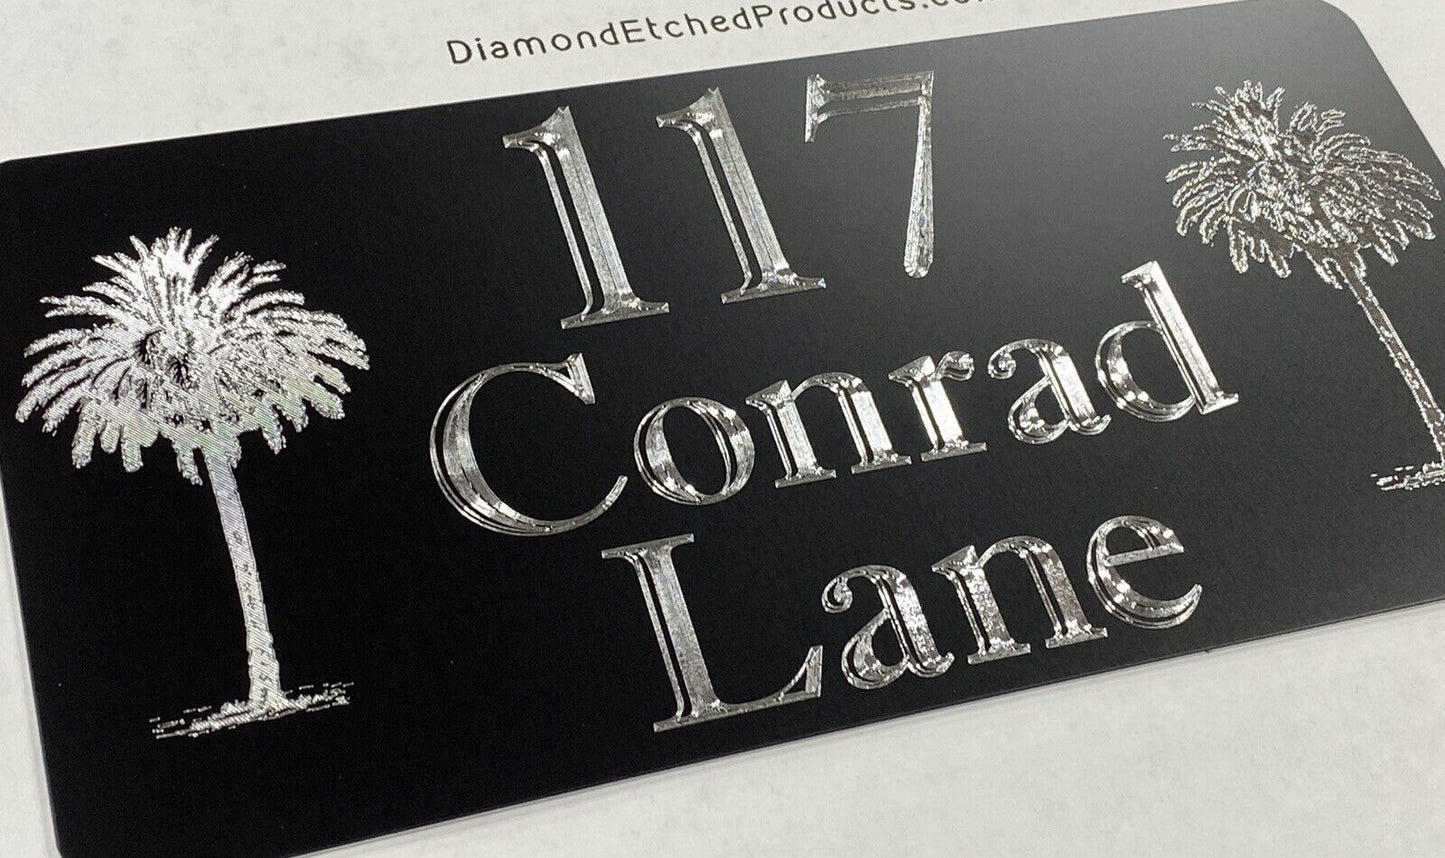 DiamondEtchedProducts.com
117
Conrad
Lane